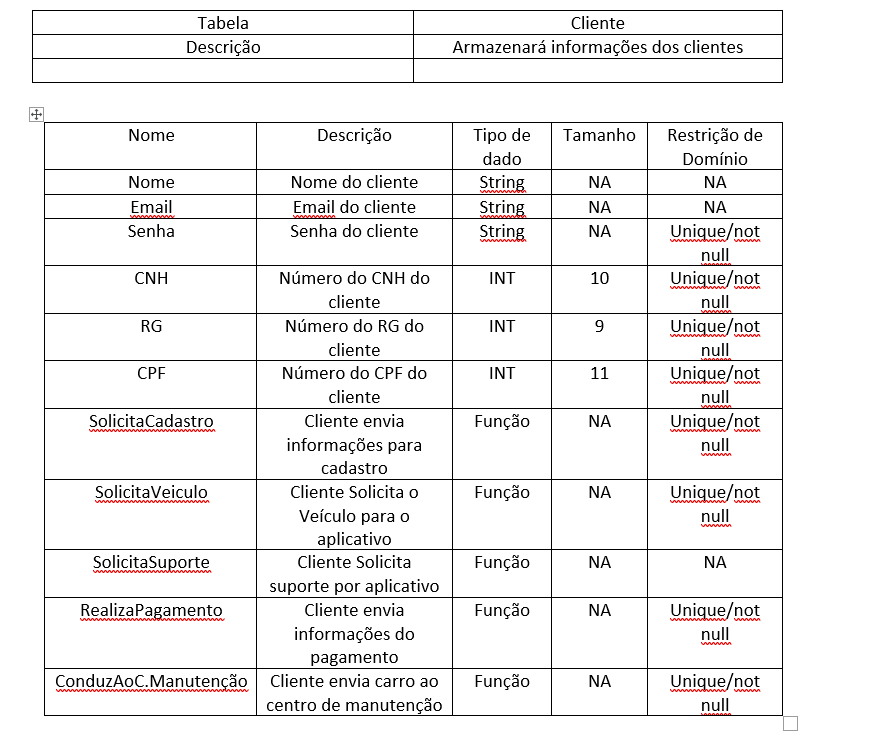 Tabela Cliente
Descrição Armazenará informações dos clientes
Nome Descrição Tipo de dado Tamanho Restrição de Domínio
Nome Nome do cliente String NA NA
Email Email do cliente String NA NA
Senha Senha do cliente String NA Unique/not null
CNH Número do CNH do cliente INT 10 Unique/not null
RG Número do RG do cliente INT 9 Unique/not null
CPF Número do CPF do cliente INT 11 Unique/not null
SolicitaCadastro Cliente envia informações para cadastro Função NA Unique/not null
SolicitaVeiculo Cliente Solicita o Veículo para o aplicativo Função NA Unique/not null
SolicitaSuporte Cliente Solicita suporte por aplicativo Função NA NA
RealizaPagamento Cliente envia informações do pagamento Função NA Unique/not null
ConduzAoC.Manutenção Cliente envia carro ao centro de manutenção Função NA Unique/not null